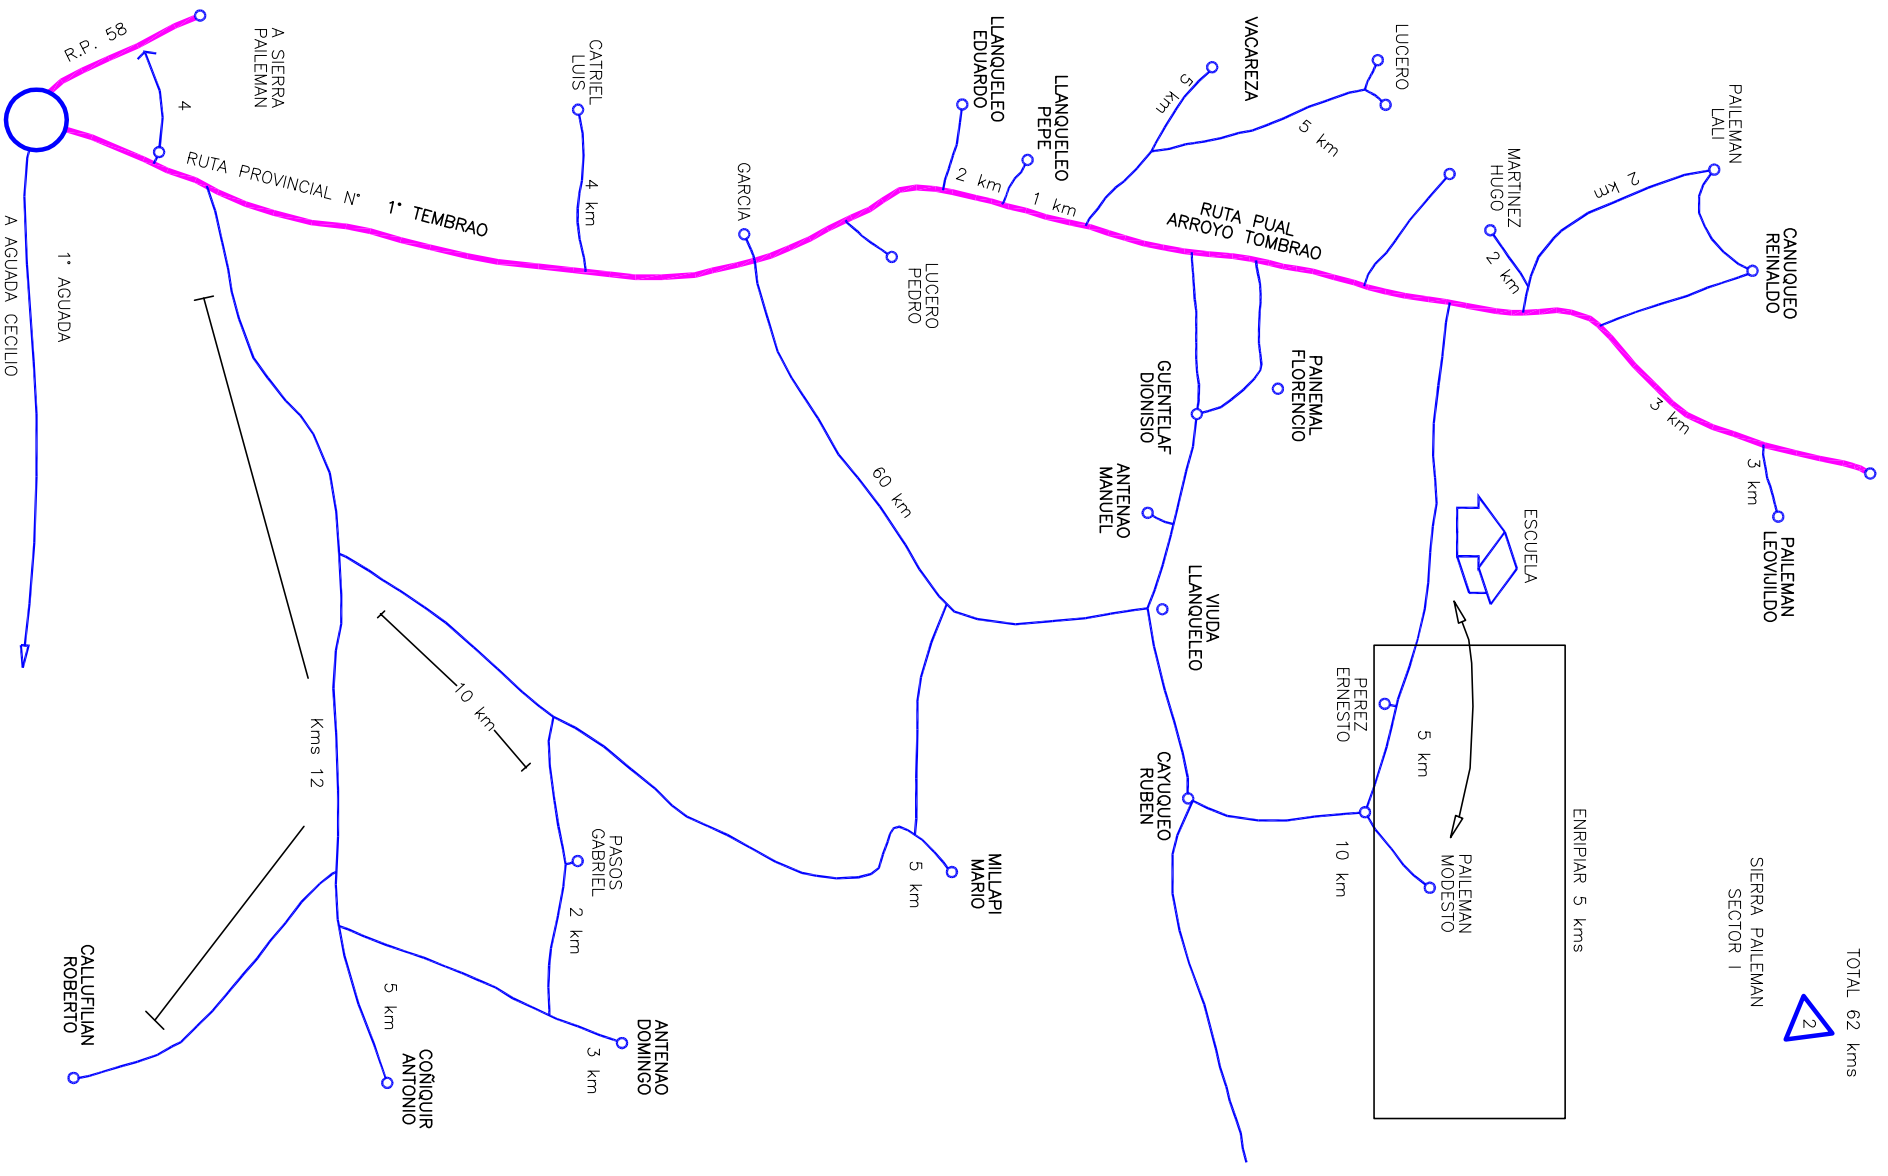 R.P. 58
A SIERRA
PAILEMAN
4
RUTA PROVINCIAL N° 1° TEMBRAO
1° AGUADA
A AGUADA CECILIO
CATRIEL
LUIS
4 km
GARCIA
LUCERO
PEDRO
LLANQUELEO
EDUARDO
2 km
LLANQUELEO
PEPE
1 km
VACAREZA
5 km
LUCERO
5 km
RUTA PUAL
ARROYO TOMBRAO
MARTINEZ
HUGO
2 km
2 km
PAILEMAN
LALI
CANUQUEO
REINALDO
3 km
3 km
PAILEMAN
LEOVIJILDO
PAINEMAL
FLORENCIO
GUENTELAF
DIONISIO
ANTENAO
MANUEL
VIUDA
LLANQUELEO
60 km
ESCUELA
PEREZ
ERNESTO
5 km
CAYUQUEO
RUBEN
10 km
PAILEMAN
MODESTO
ENRIPIAR 5 kms
SIERRA PAILEMAN
SECTOR I
TOTAL 62 kms
2
10 km
Kms 12
PASOS
GABRIEL
2 km
MILLAPI
MARIO
5 km
ANTENAO
DOMINGO
3 km
5 km
COÑIQUIR
ANTONIO
CALLUFILIAN
ROBERTO